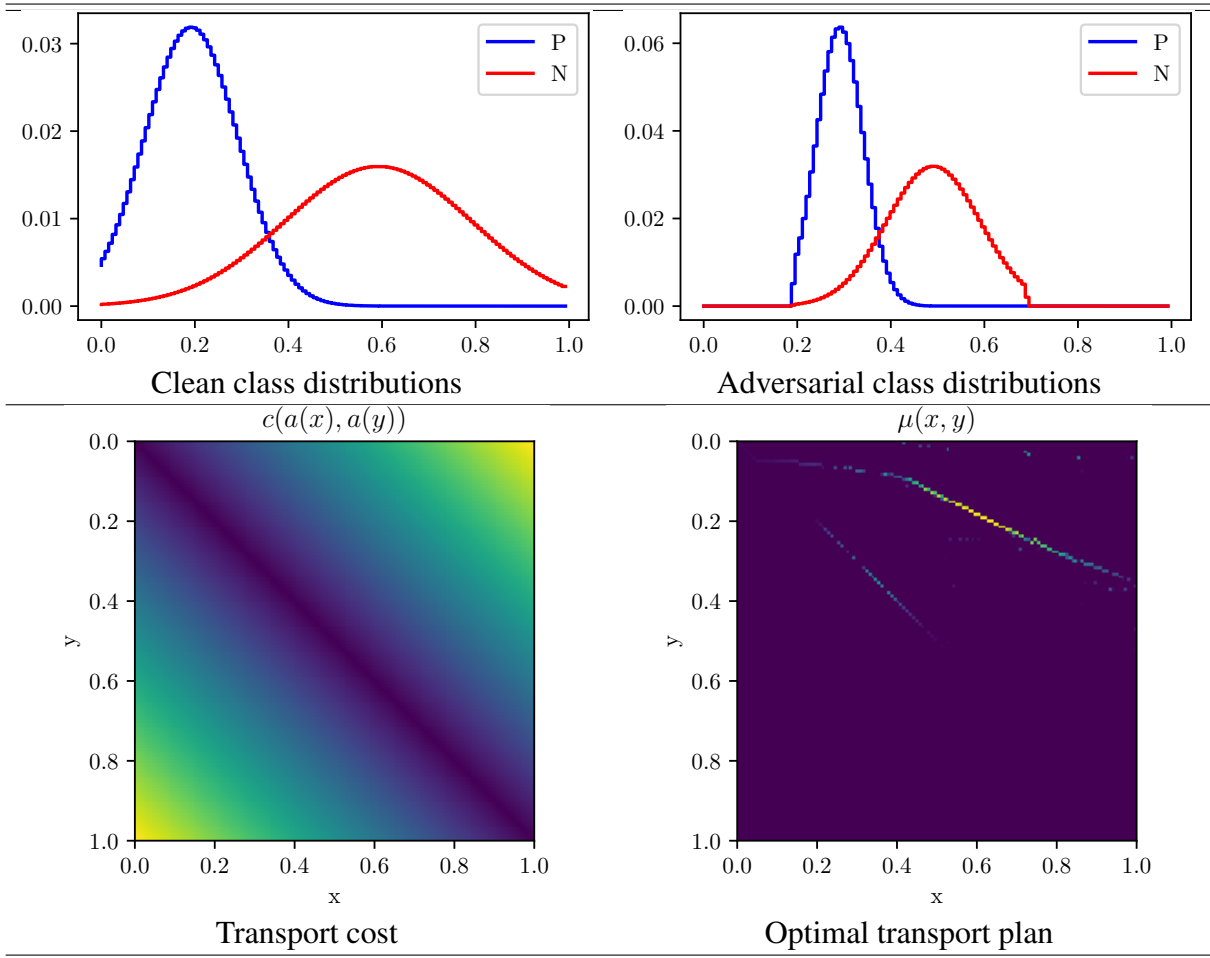 0.03
0.02
0.01
0.00
P
N
0.0 0.2 0.4 0.6 0.8 1.0
Clean class distributions
0.06
0.04
0.02
0.00
P
N
0.0 0.2 0.4 0.6 0.8 1.0
Adversarial class distributions
c(a(x), a(y))
0.0
0.2
0.4
0.6
0.8
1.0
y
0.0 0.2 0.4 0.6 0.8 1.0
x
Transport cost
μ(x, y)
0.0
0.2
0.4
0.6
0.8
1.0
y
0.0 0.2 0.4 0.6 0.8 1.0
x
Optimal transport plan